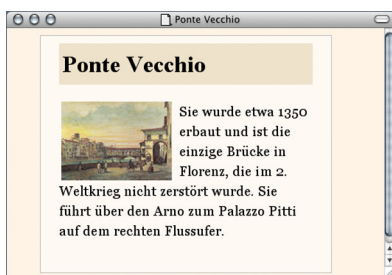 Ponte Vecchio
Ponte Vecchio
Sie wurde etwa 1350
erbaut und ist die
einzige Brücke in
Florenz, die im 2.
Weltkrieg nicht zerstört wurde. Sie
führt über den Arno zum Palazzo Pitti
auf dem rechten Flussufer.